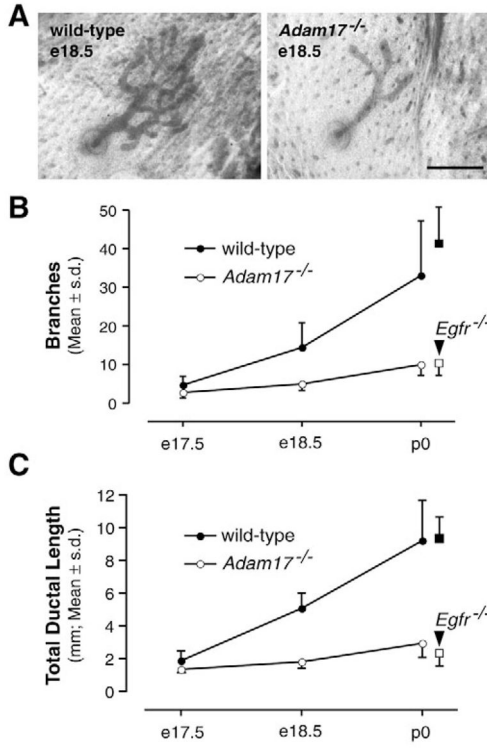 A
wild-type
e18.5
Adam17-/-
e18.5
B
Branches
(Mean ± s.d.)
50
40
30
20
10
0
wild-type
Adam17-/-
Egfr-/-
e17.5
e18.5
p0
C
Total Ductal Length
(mm; Mean ± s.d.)
12
10
8
6
4
2
0
wild-type
Adam17-/-
Egfr-/-
e17.5
e18.5
p0